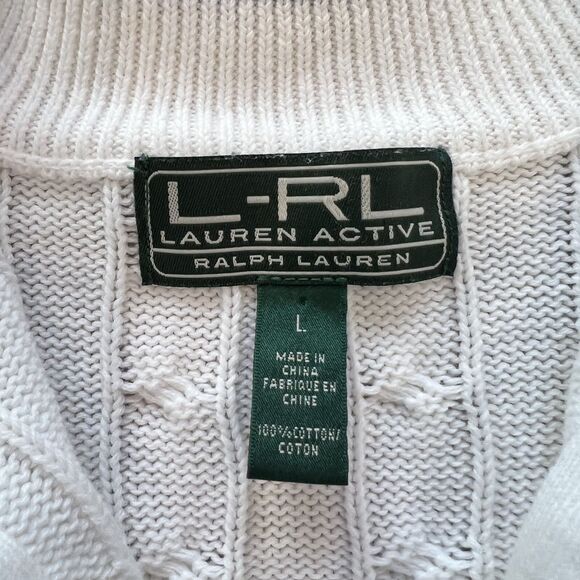 L-RL
LAUREN ACTIVE
RALPH LAUREN
L
MADE IN
CHINA
FABRIQUE EN
CHINE
100%COTTON/
COTON